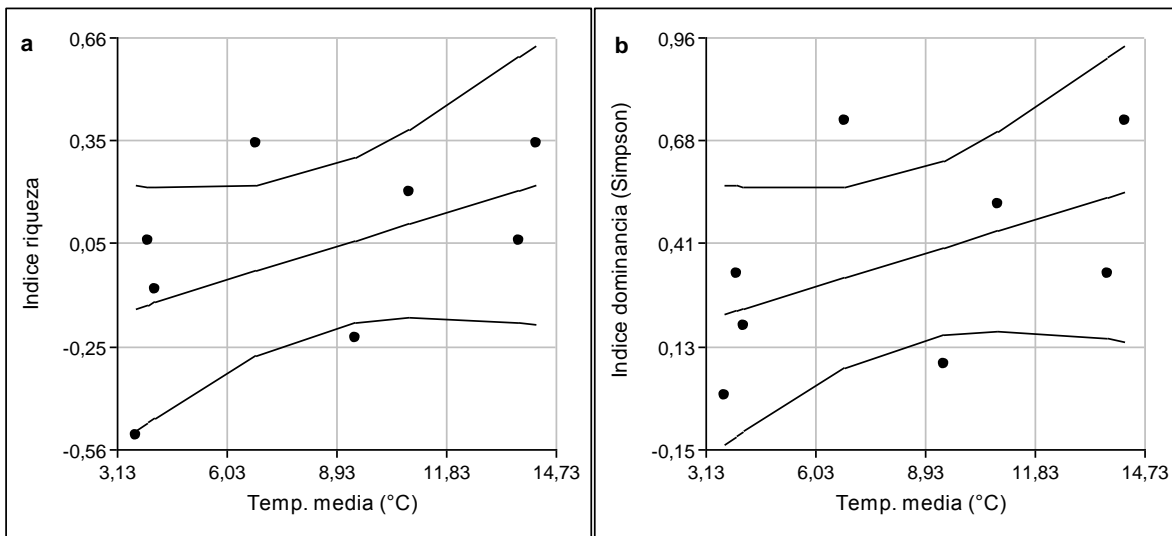 a
0,66
0,35
0,05
-0,25
-0,56
3,13 6,03 8,93 11,83 14,73
Temp. media (°C)
Indice riqueza
b
0,96
0,68
0,41
0,13
-0,15
3,13 6,03 8,93 11,83 14,73
Temp. media (°C)
Indice dominancia (Simpson)